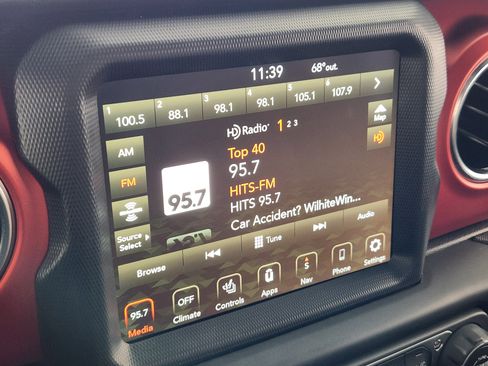 11:39 68°out.
1 100.5 2 88.1 3 98.1 4 98.1 5 105.1 6 107.9
AM
FM
Source
Select
HD Radio 1 2 3
Top 40
95.7
HITS-FM
HITS 95.7
Car Accident? WilhiteWin...
95.7
Map
HD
Browse
Tune
Audio
95.7
Media
OFF
Climate
Controls
Apps
S
Nav
Phone
Settings